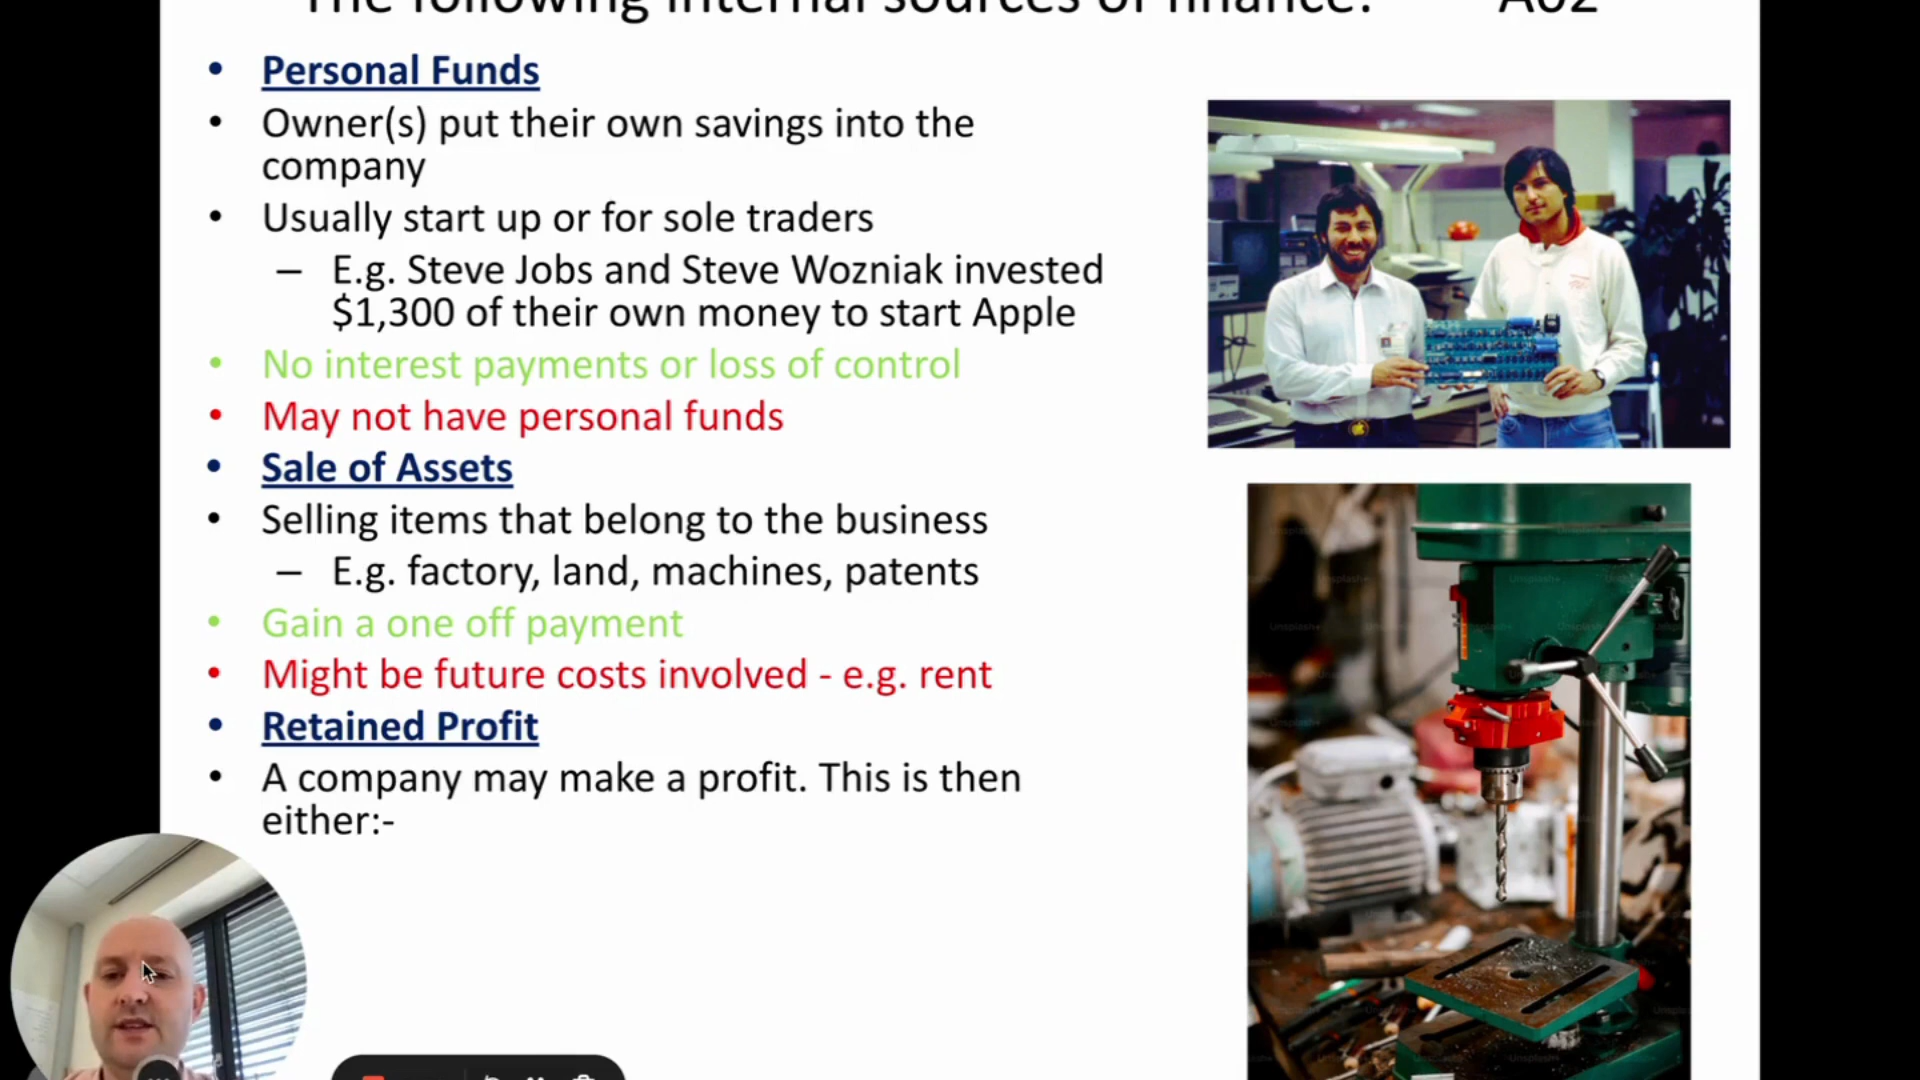 The following internal sources of finance: A02
Personal Funds
Owner(s) put their own savings into the
company
Usually start up or for sole traders
– E.g. Steve Jobs and Steve Wozniak invested
$1,300 of their own money to start Apple
No interest payments or loss of control
May not have personal funds
Sale of Assets
Selling items that belong to the business
– E.g. factory, land, machines, patents
Gain a one off payment
Might be future costs involved - e.g. rent
Retained Profit
A company may make a profit. This is then
either:-